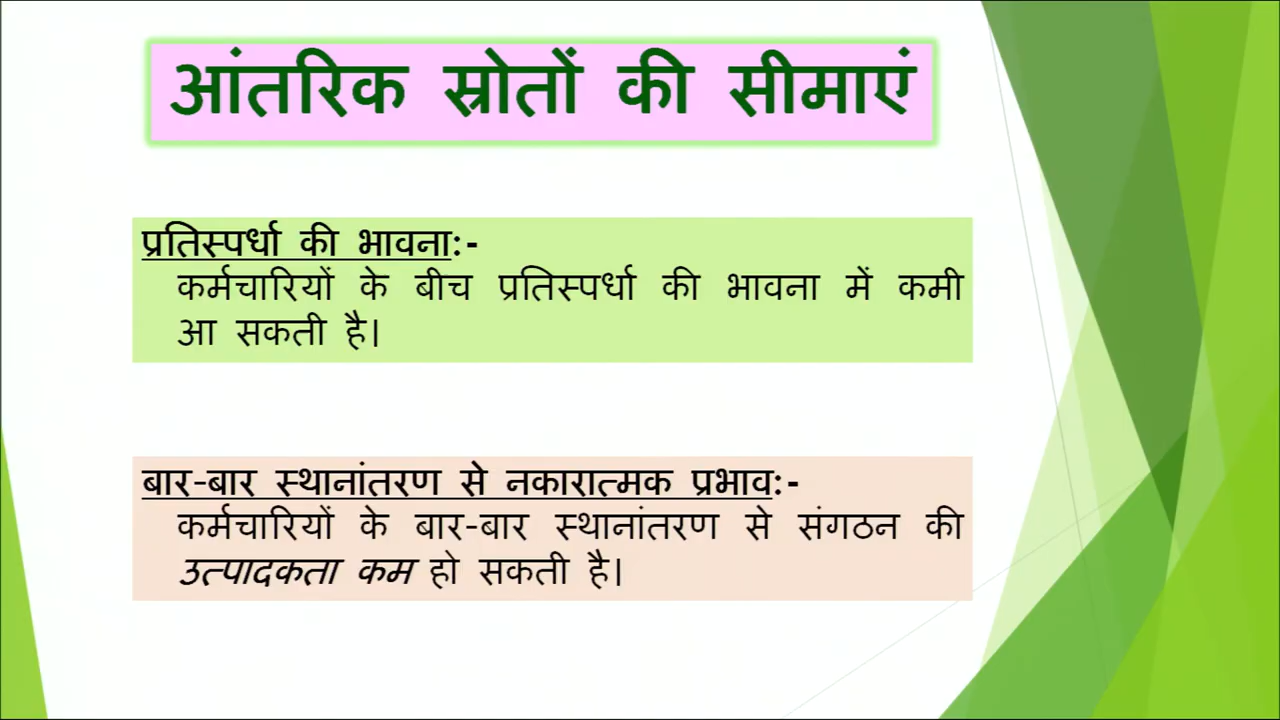 आंतरिक स्रोतों की सीमाएं
प्रतिस्पर्धा की भावना:-
कर्मचारियों के बीच प्रतिस्पर्धा की भावना में कमी
आ सकती है।
बार-बार स्थानांतरण से नकारात्मक प्रभाव:-
कर्मचारियों के बार-बार स्थानांतरण से संगठन की
उत्पादकता कम हो सकती है।